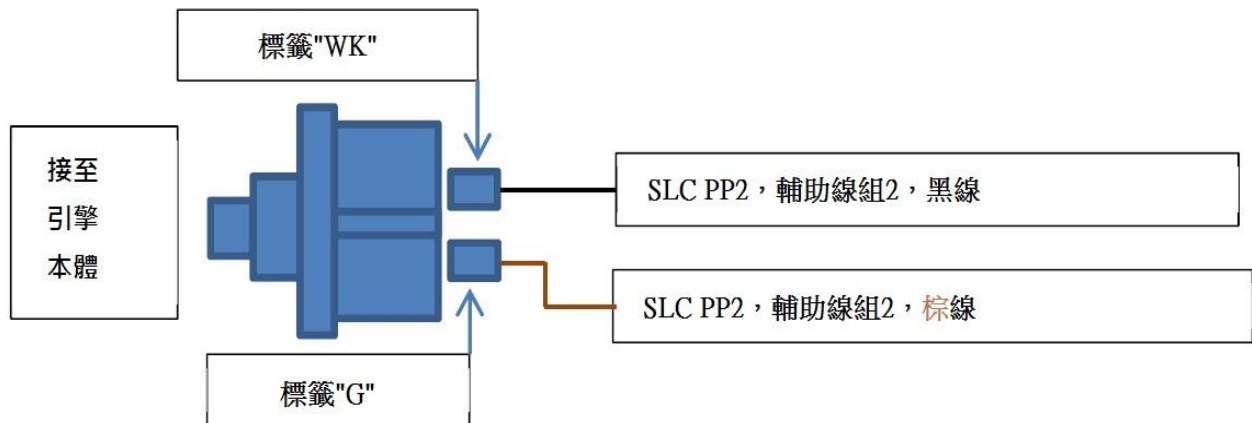 標籤"WK"
接至
引擎
本體
SLC PP2，輔助線組2，黑線
SLC PP2，輔助線組2，棕線
標籤"G"